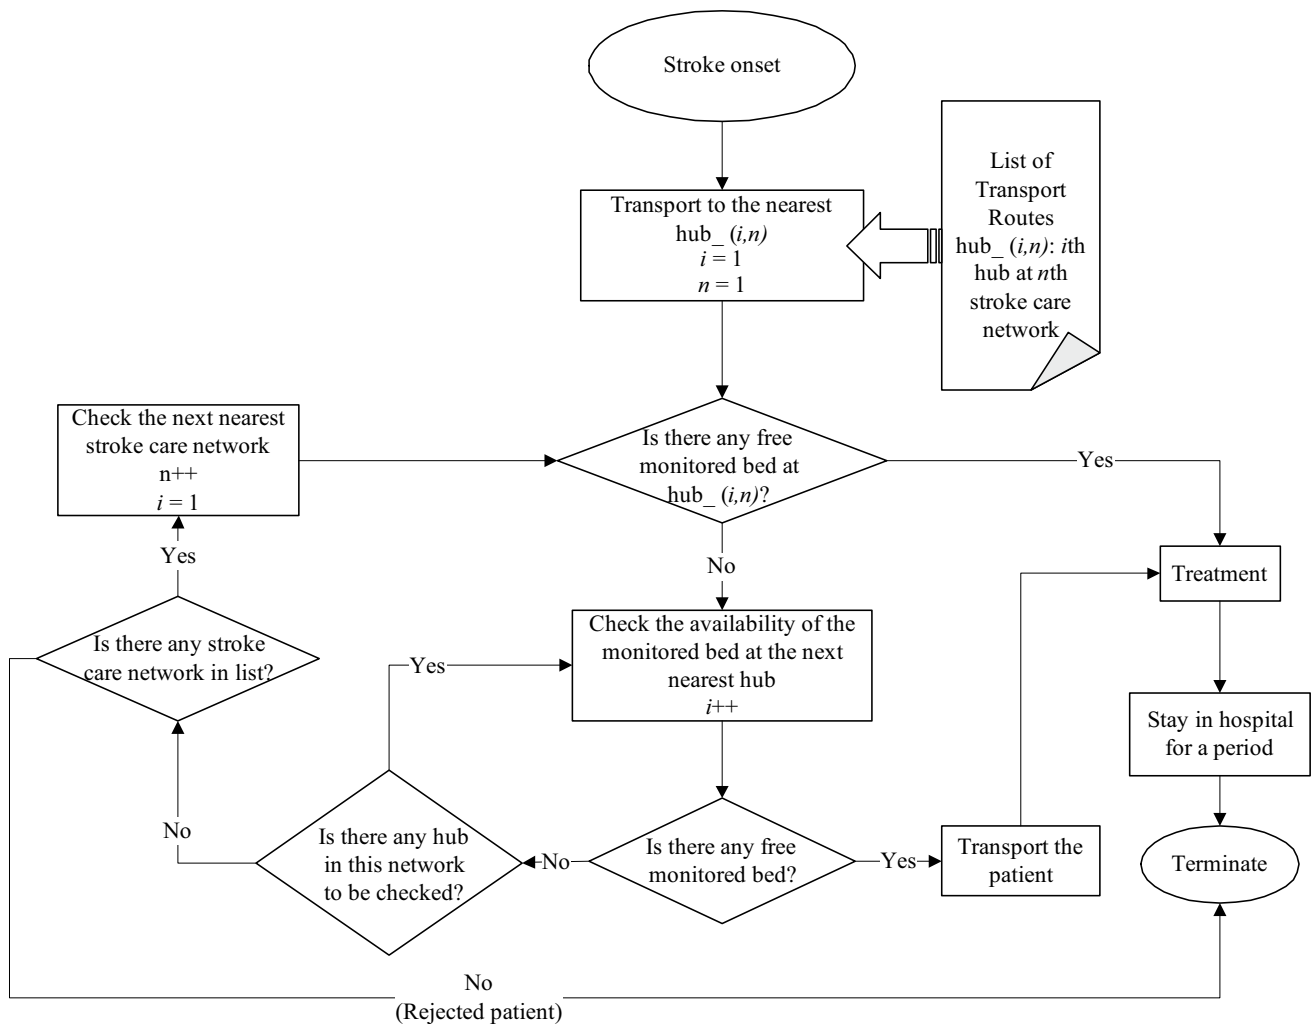 Stroke onset
List of
Transport
Routes
hub_ (i,n): ith
hub at nth
stroke care
network
Transport to the nearest
hub_ (i,n)
i = 1
n = 1
Check the next nearest
stroke care network
n++
i = 1
Is there any free
monitored bed at
hub_ (i,n)?
Yes
Yes
No
Treatment
Is there any stroke
care network in list?
Check the availability of the
monitored bed at the next
nearest hub
i++
Yes
Stay in hospital
for a period
No
Is there any hub
in this network
to be checked?
No
Is there any free
monitored bed?
Yes
Transport the
patient
Terminate
No
(Rejected patient)